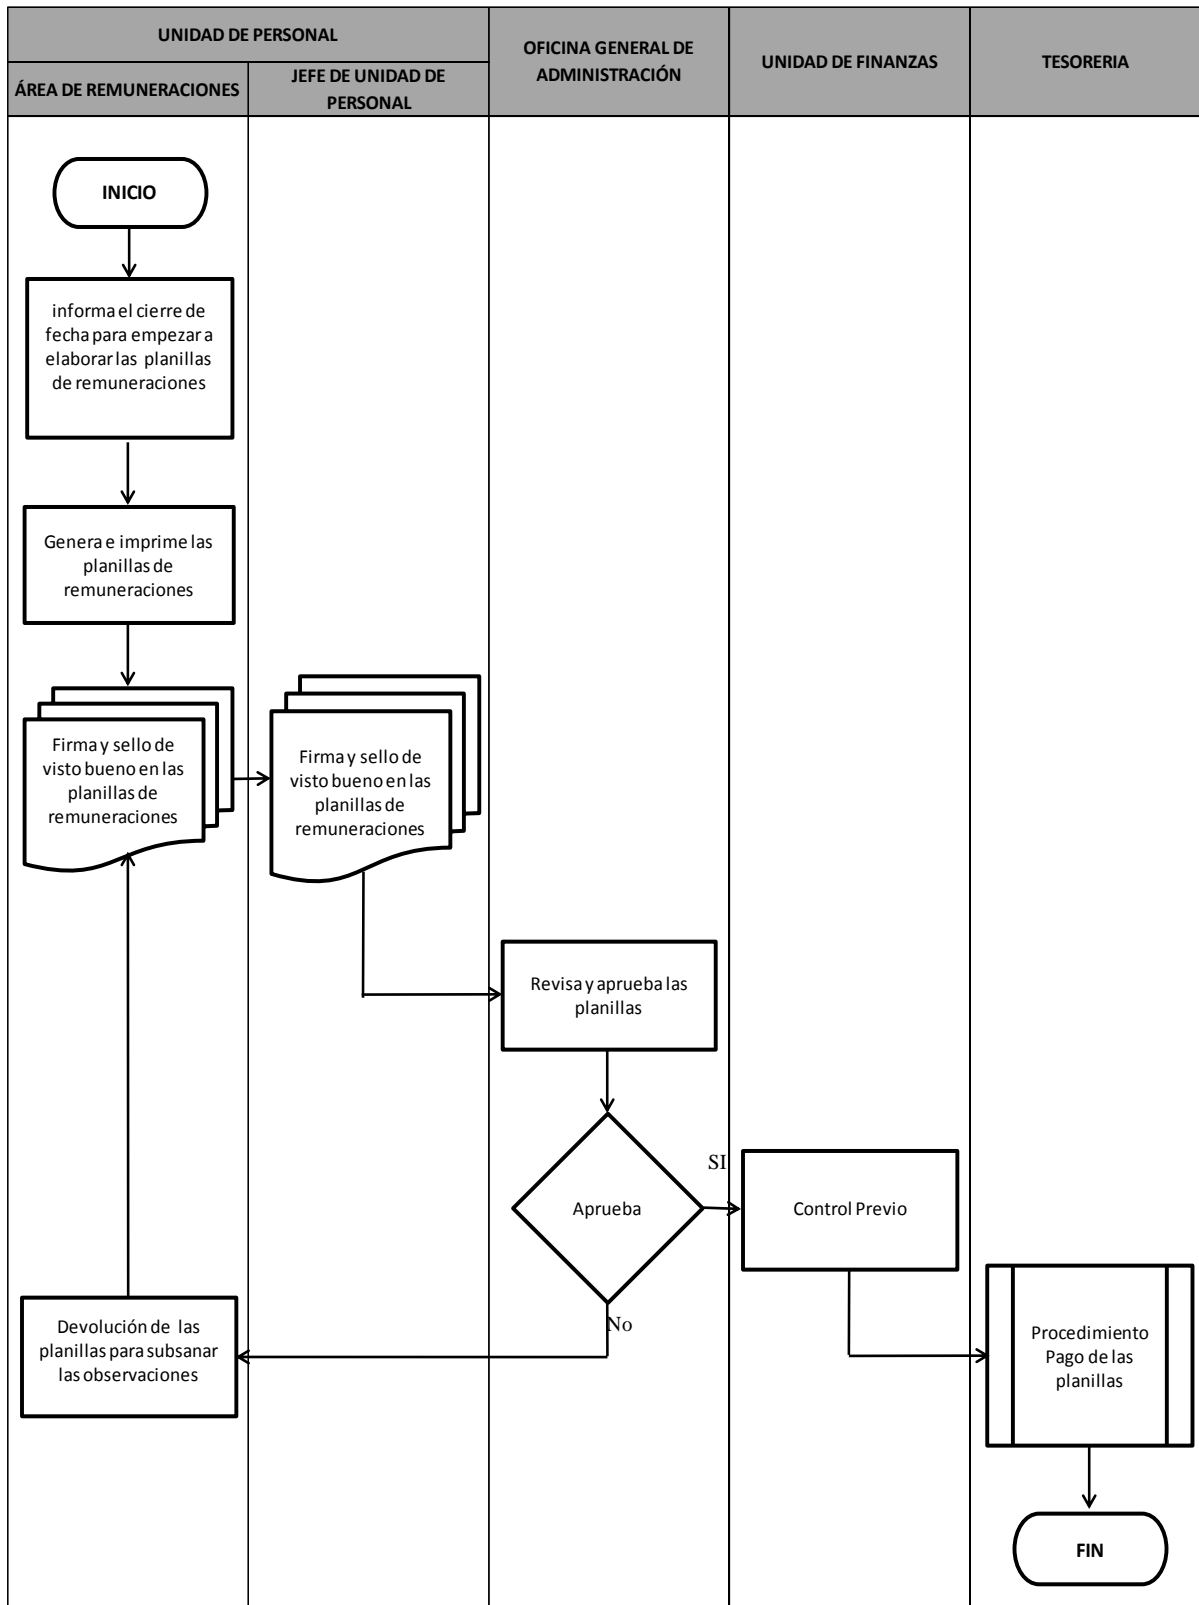 UNIDAD DE PERSONAL
OFICINA GENERAL DE
ADMINISTRACIÓN
UNIDAD DE FINANZAS
TESORERIA
ÁREA DE REMUNERACIONES
JEFE DE UNIDAD DE
PERSONAL
INICIO
informa el cierre de
fecha para empezar a
elaborar las planillas
de remuneraciones
Genera e imprime las
planillas de
remuneraciones
Firma y sello de
visto bueno en las
planillas de
remuneraciones
Firma y sello de
visto bueno en las
planillas de
remuneraciones
Revisa y aprueba las
planillas
Aprueba
SI
Control Previo
No
Devolución de las
planillas para subsanar
las observaciones
Procedimiento
Pago de las
planillas
FIN